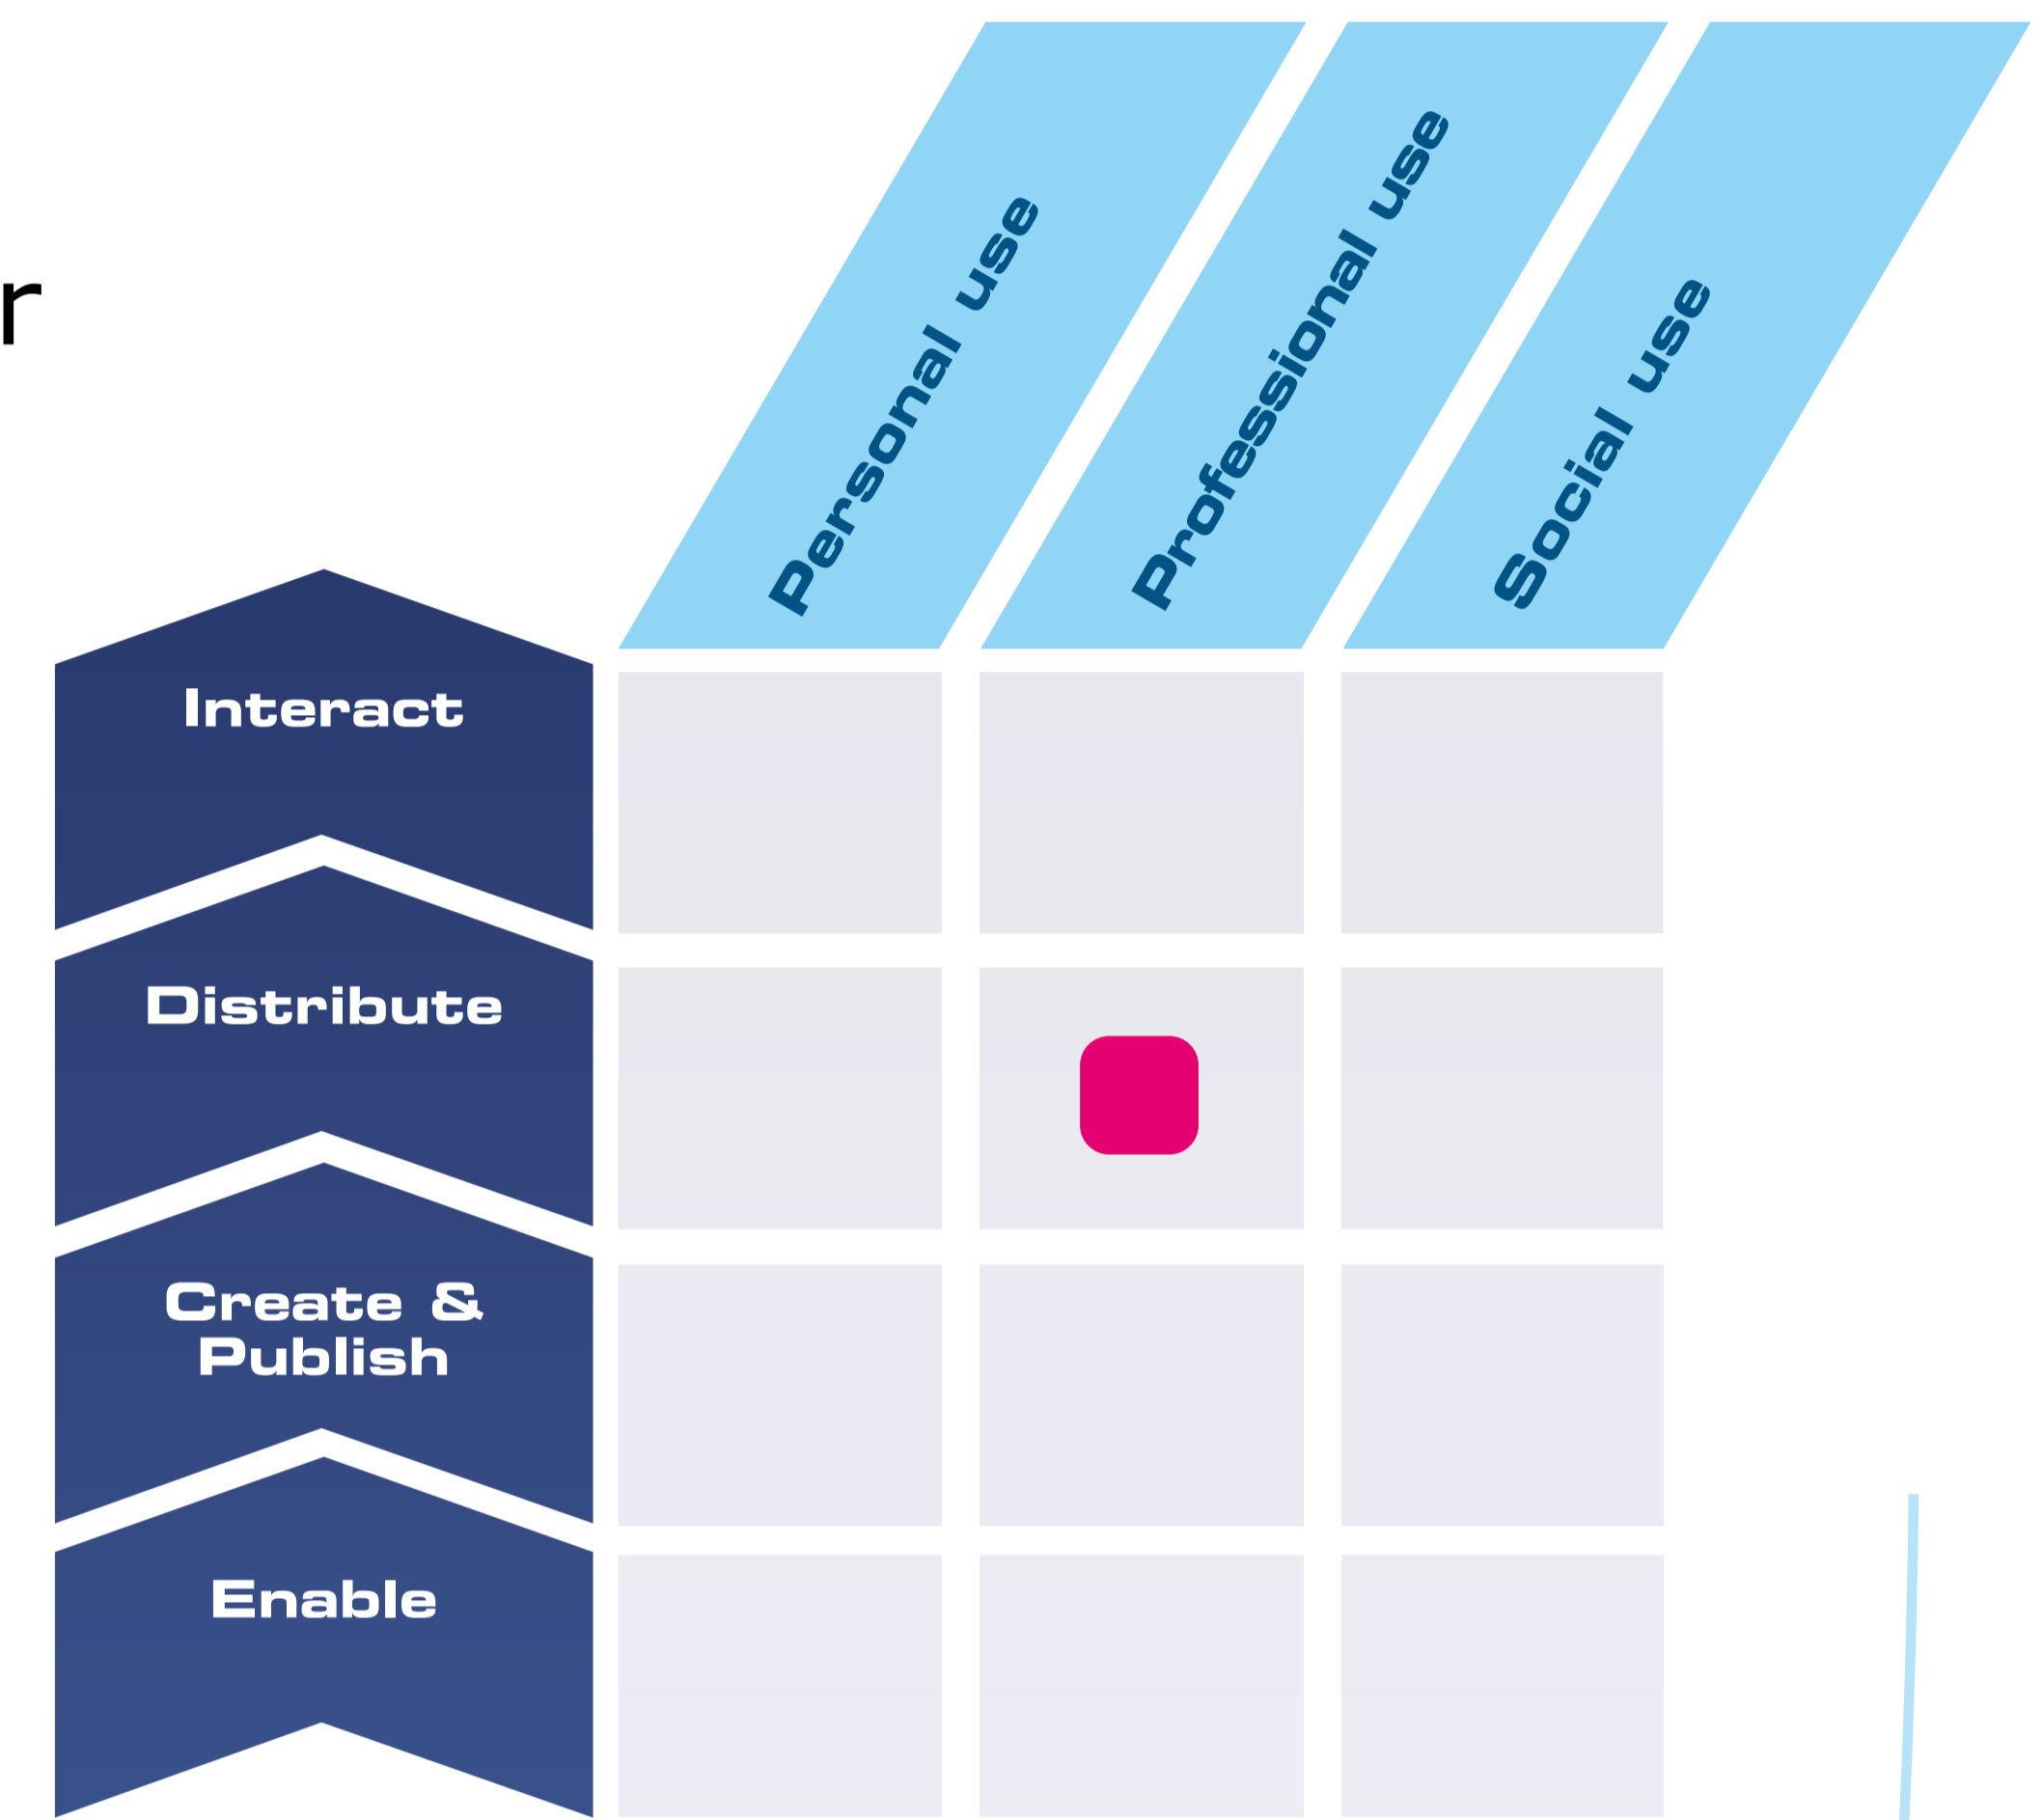 r
Personal use
Professional use
Social use
Interact
Distribute
Create &
Publish
Enable